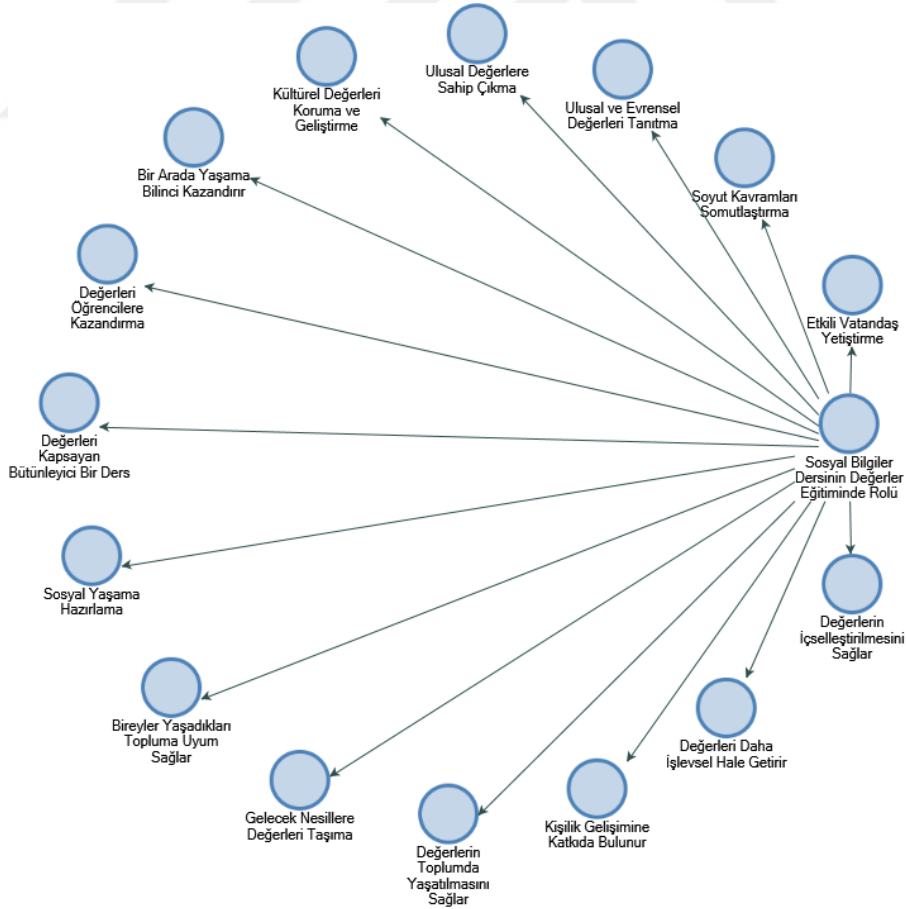 Ulusal Değerlere
Sahip Çıkma
Kültürel Değerleri
Koruma ve
Geliştirme
Ulusal ve Evrensel
Değerleri Tanıtma
Bir Arada Yaşama
Bilinci Kazandırır
Soyut Kavramları
Somutlaştırma
Değerleri
Öğrencilere
Kazandırma
Etkili Vatandaş
Yetiştirme
Değerleri
Kapsayan
Bütünleyici Bir Ders
Sosyal Bilgiler
Dersinin Değerler
Eğitiminde Rolü
Sosyal Yaşama
Hazırlama
Değerlerin
İçselleştirilmesini
Sağlar
Bireyler Yaşadıkları
Topluma Uyum
Sağlar
Değerleri Daha
İşlevsel Hale Getirir
Gelecek Nesillere
Değerleri Taşıma
Kişilik Gelişimine
Katkıda Bulunur
Değerlerin
Toplumda
Yaşatılmasını
Sağlar